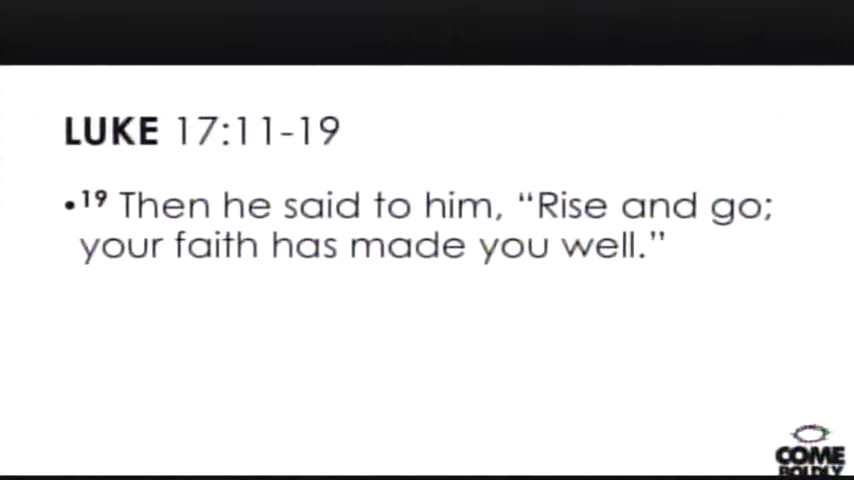 LUKE 17:11-19
•19 Then he said to him, “Rise and go;
your faith has made you well.”
COME
BOLDLY